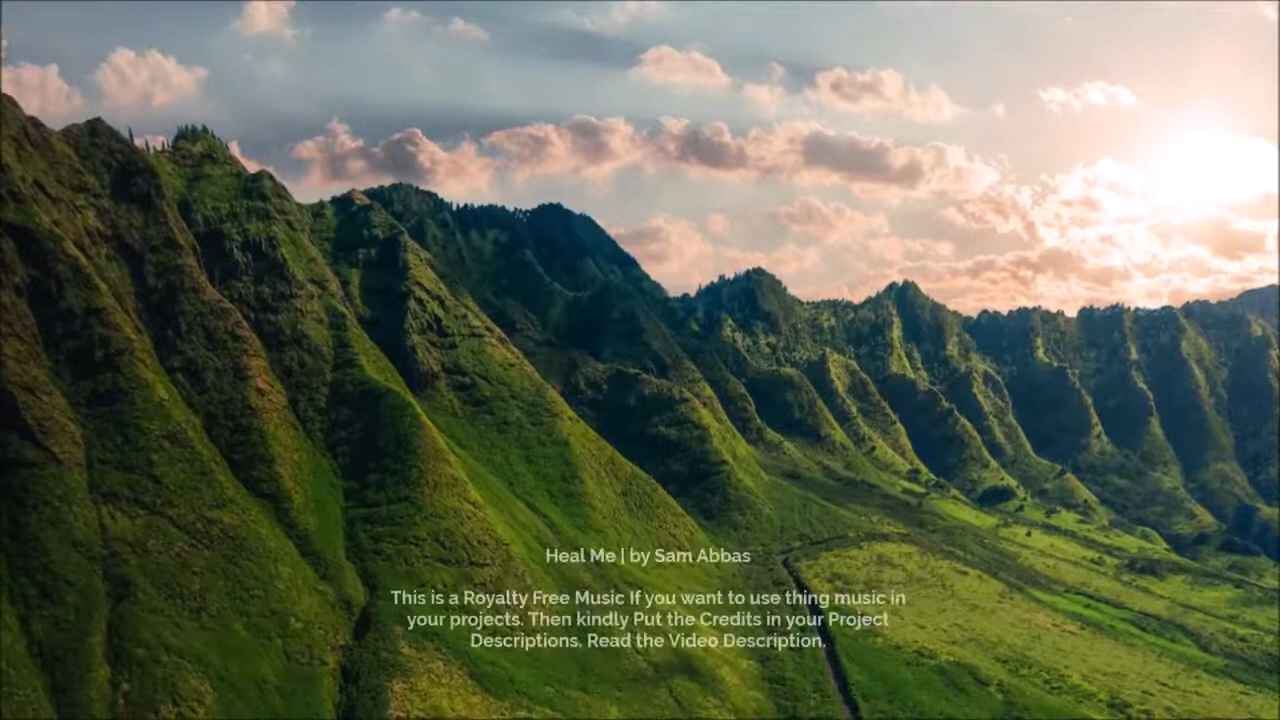 Heal Me | by Sam Abbas
This is a Royalty Free Music If you want to use thing music in
your projects. Then kindly Put the Credits in your Project
Descriptions. Read the Video Description.